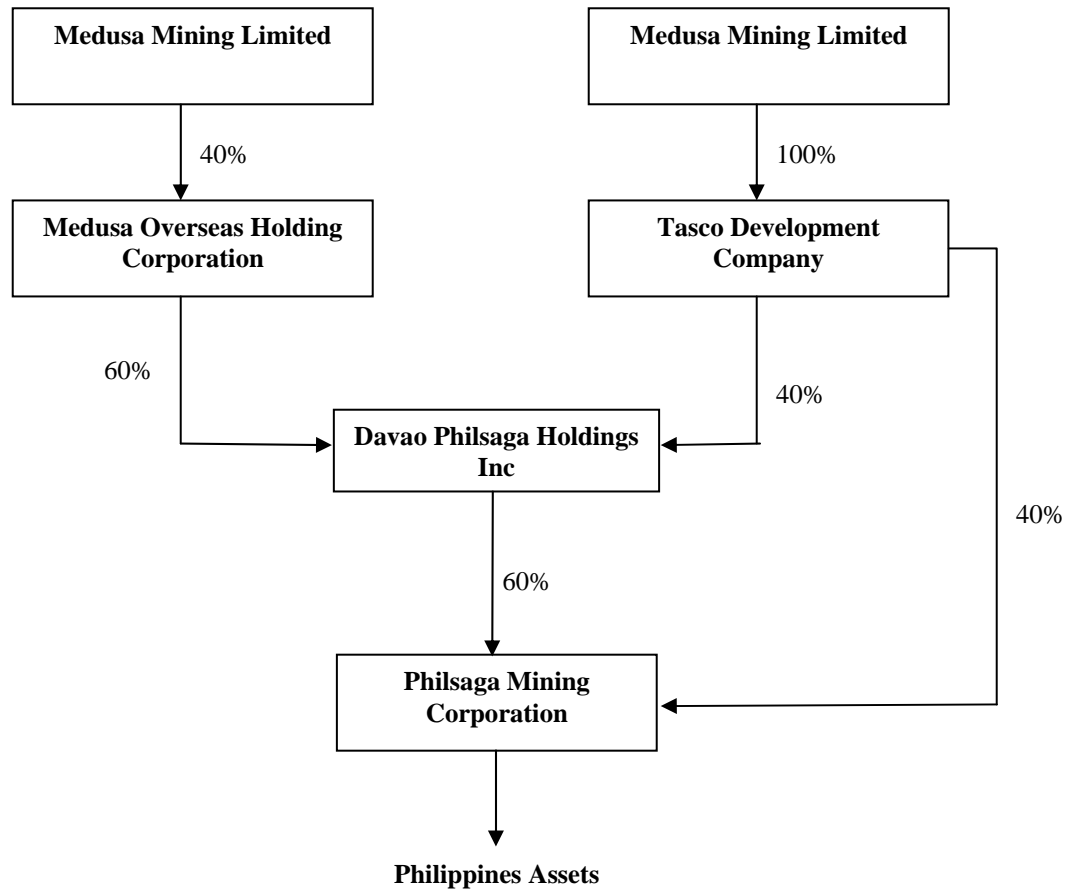 Medusa Mining Limited
Medusa Mining Limited
40%
100%
Medusa Overseas Holding
Corporation
Tasco Development
Company
60%
40%
Davao Philsaga Holdings
Inc
40%
60%
Philsaga Mining
Corporation
Philippines Assets